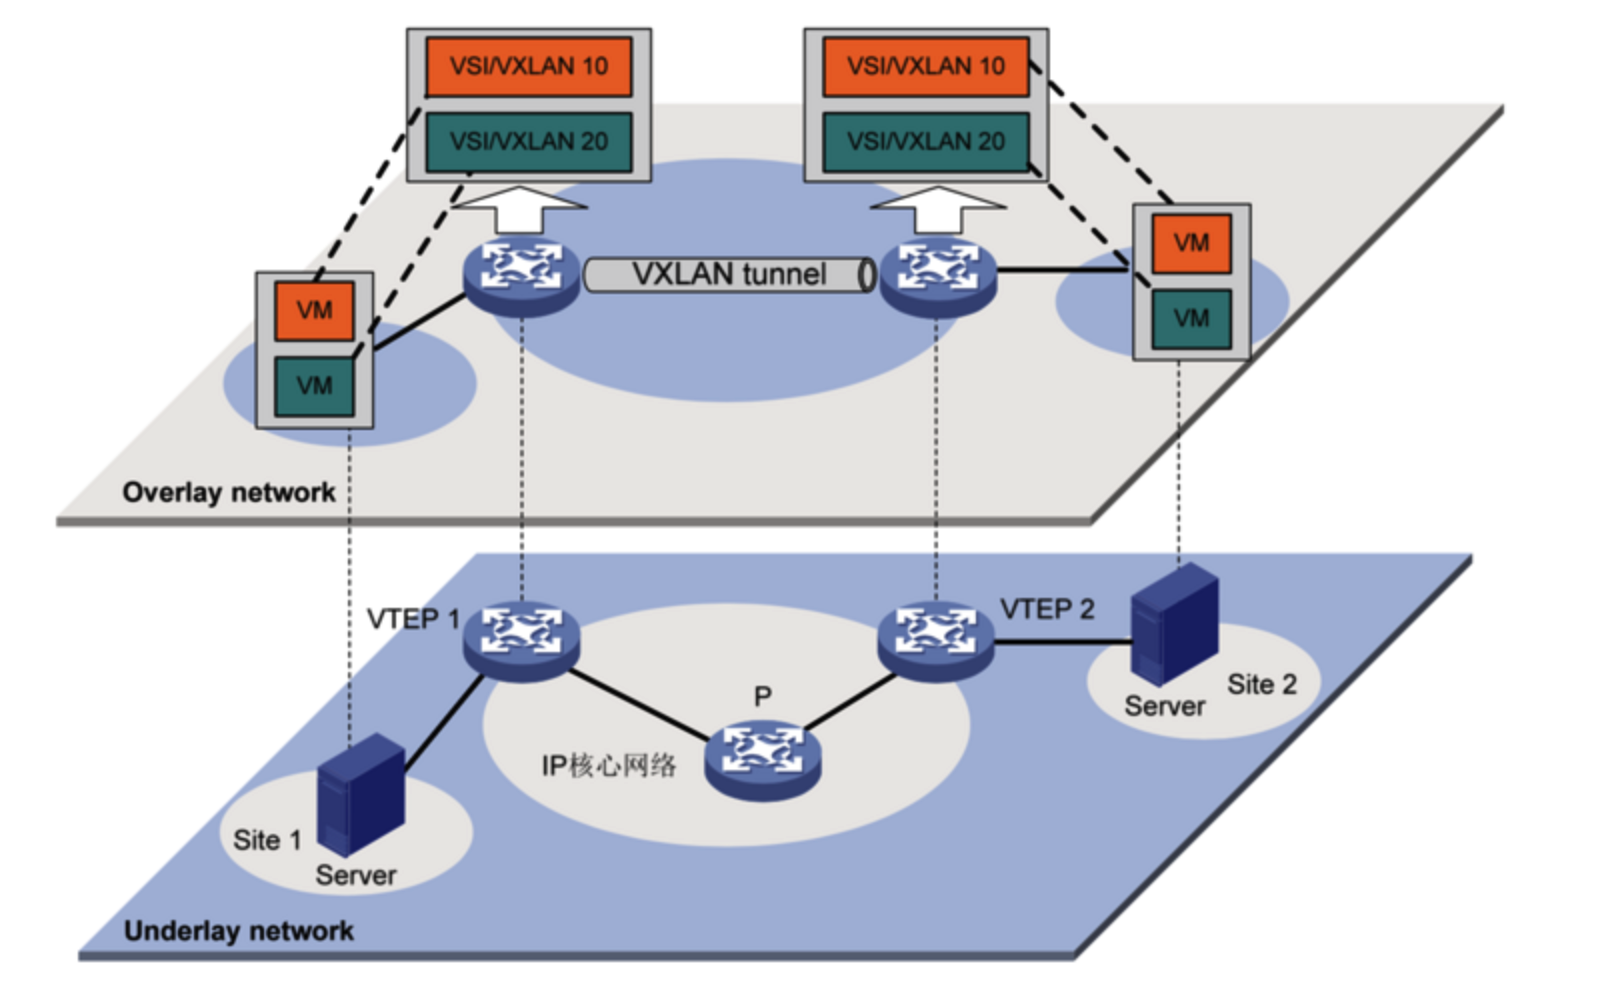 VSI/VXLAN 10
VSI/VXLAN 20
VSI/VXLAN 10
VSI/VXLAN 20
VM
VM
VXLAN tunnel
VM
VM
Overlay network
VTEP 1
VTEP 2
P
IP核心网络
Site 2
Server
Site 1
Server
Underlay network